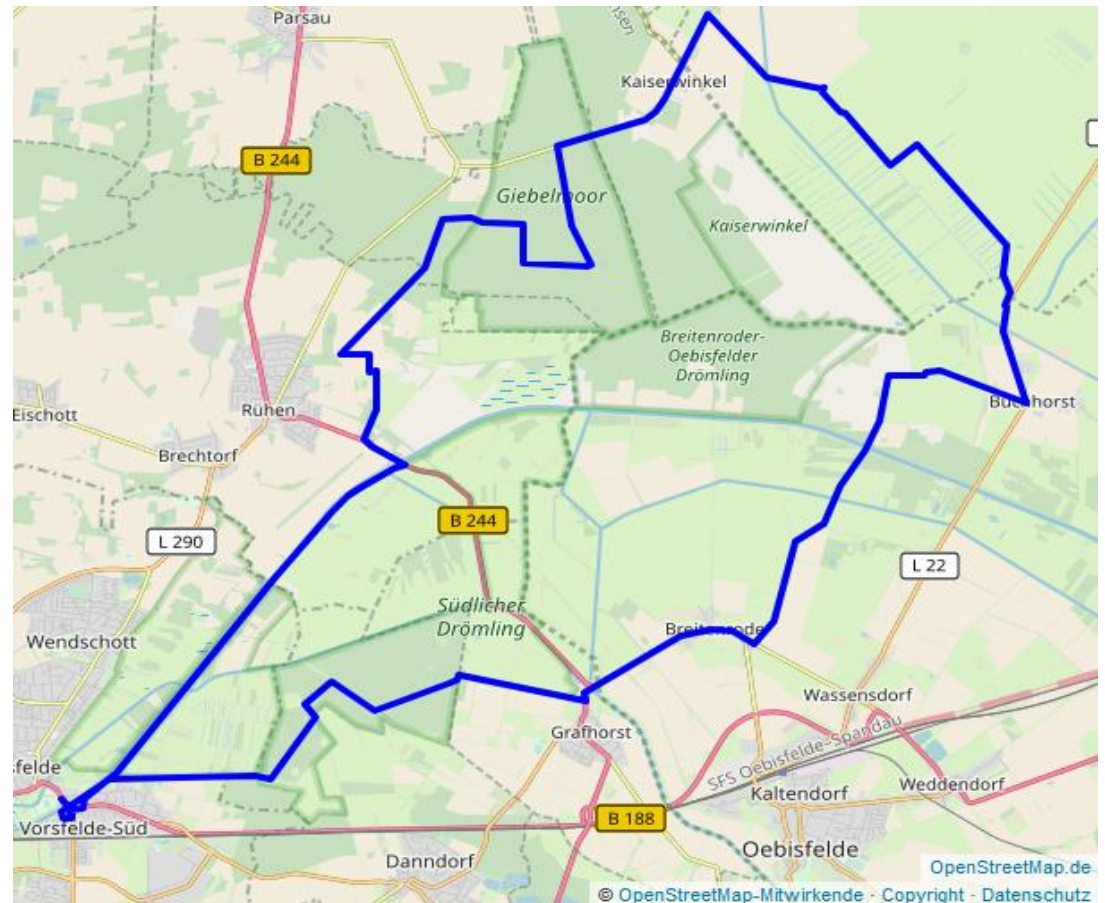 Parsau
Kaiserwinkel
B 244
Giebelmoor
Kaiserwinkel
Breitenroder-
Oebisfelder
Drömling
Eischott
Rühen
Buchhorst
Brechtorf
B 244
L 290
L 22
Südlicher
Drömling
Wendschott
Breitenrode
Wassensdorf
Grafhorst
SFS Oebisfelde-Spandau
sfelde
Weddendorf
Kaltendorf
B 188
Vorsfelde-Süd
Oebisfelde
Danndorf
OpenStreetMap.de
© OpenStreetMap-Mitwirkende · Copyright · Datenschutz